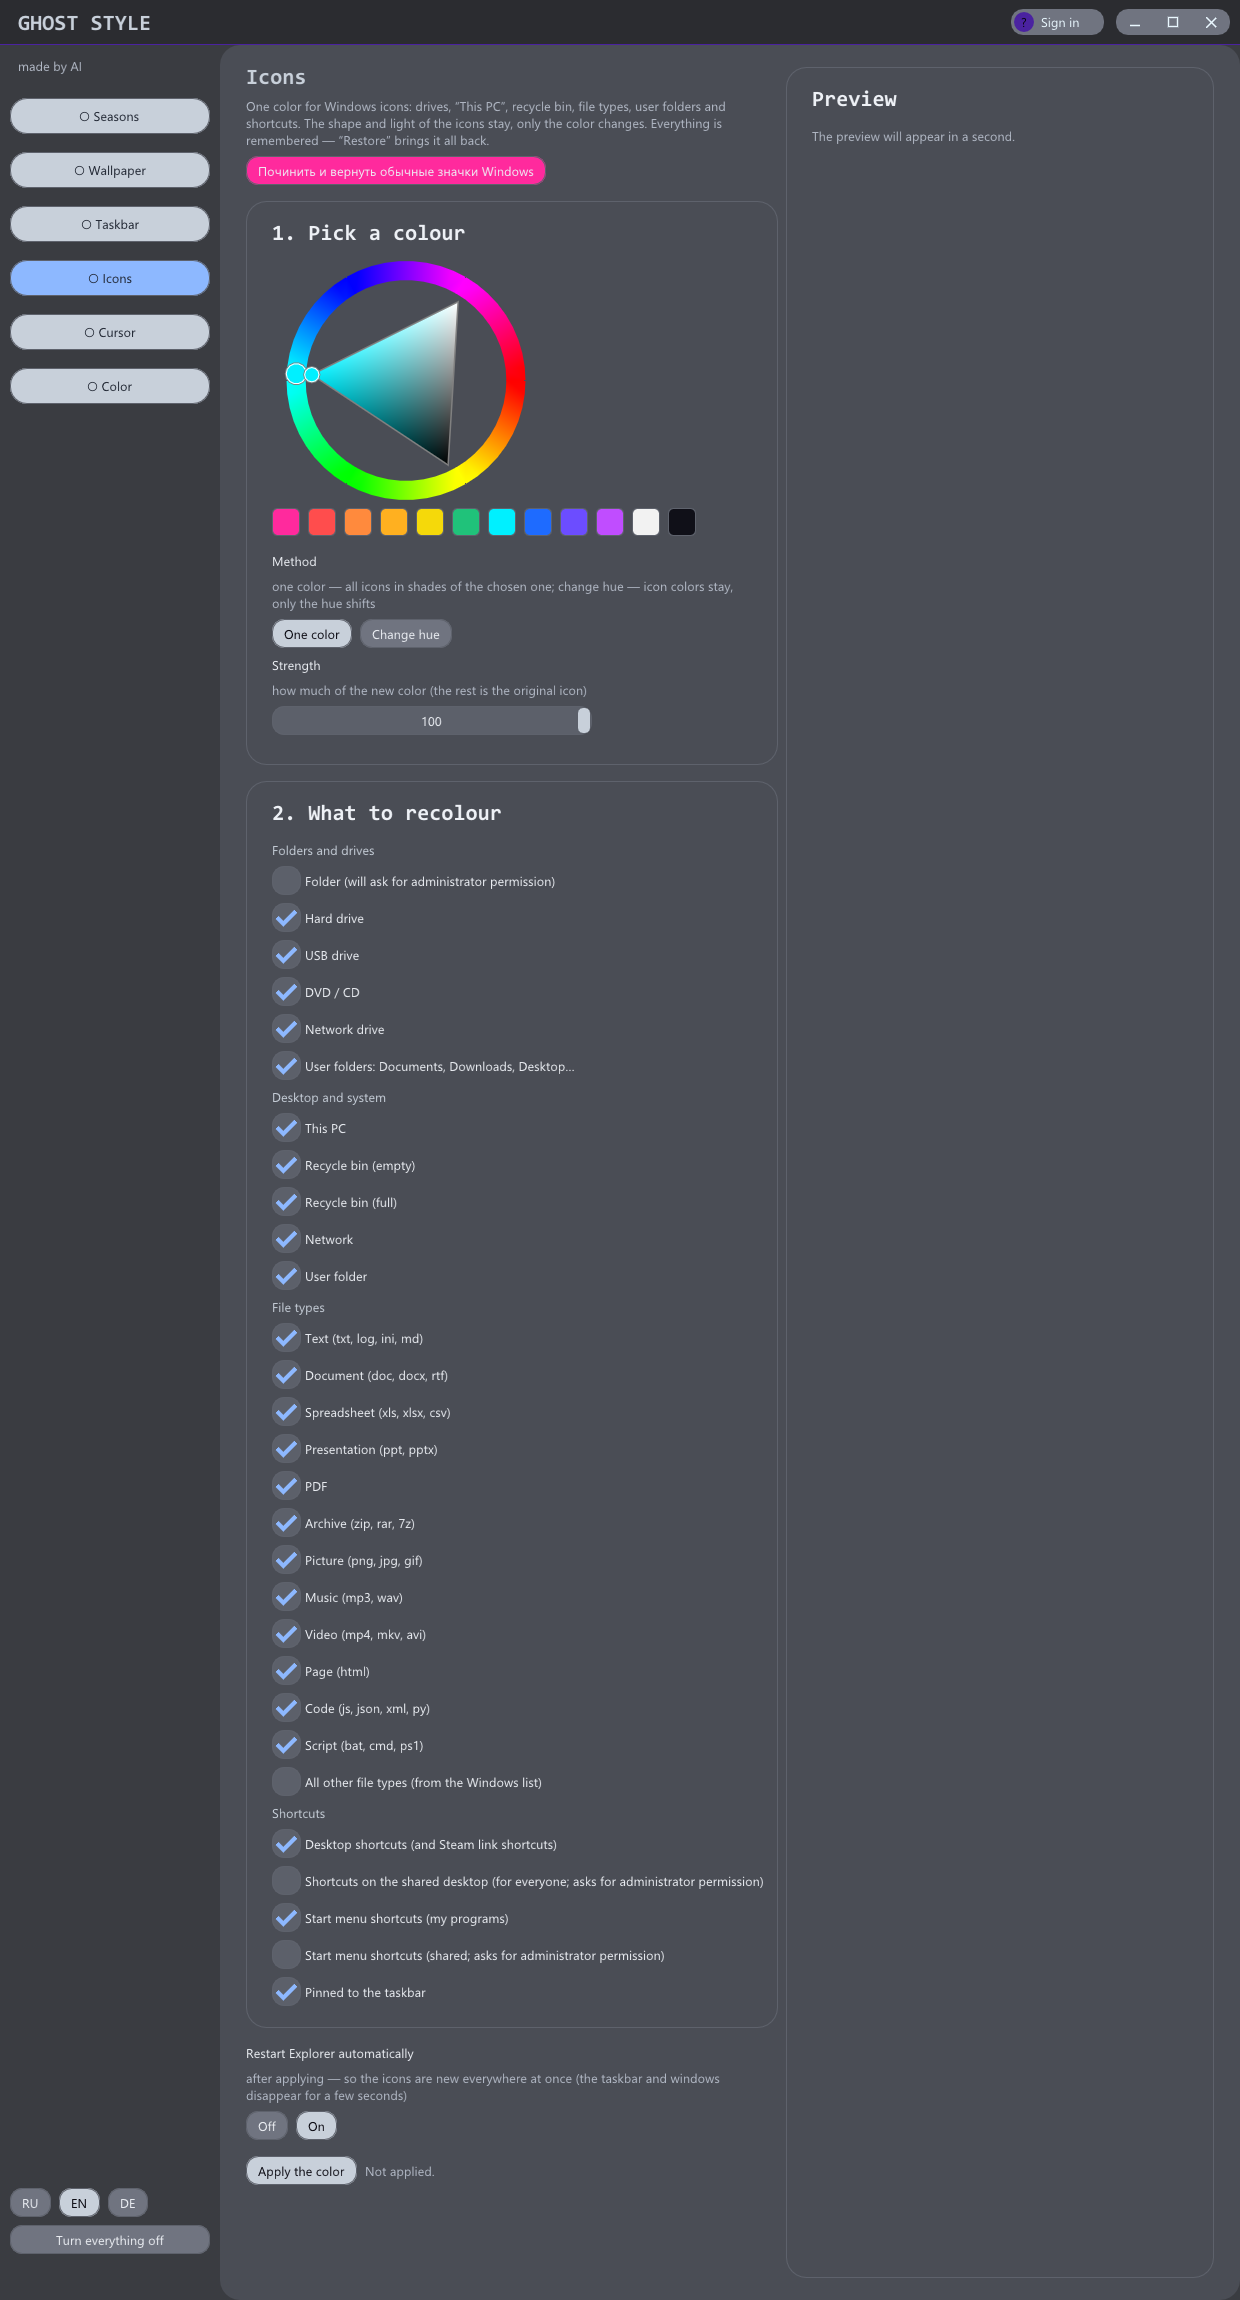 GHOST STYLE
? Sign in
made by AI
Seasons
Wallpaper
Taskbar
Icons
Cursor
Color
RU EN DE
Turn everything off
Icons
One color for Windows icons: drives, “This PC”, recycle bin, file types, user folders and
shortcuts. The shape and light of the icons stay, only the color changes. Everything is
remembered — “Restore” brings it all back.
Починить и вернуть обычные значки Windows
1. Pick a colour
Method
one color — all icons in shades of the chosen one; change hue — icon colors stay,
only the hue shifts
One color Change hue
Strength
how much of the new color (the rest is the original icon)
100
2. What to recolour
Folders and drives
Folder (will ask for administrator permission)
Hard drive
USB drive
DVD / CD
Network drive
User folders: Documents, Downloads, Desktop...
Desktop and system
This PC
Recycle bin (empty)
Recycle bin (full)
Network
User folder
File types
Text (txt, log, ini, md)
Document (doc, docx, rtf)
Spreadsheet (xls, xlsx, csv)
Presentation (ppt, pptx)
PDF
Archive (zip, rar, 7z)
Picture (png, jpg, gif)
Music (mp3, wav)
Video (mp4, mkv, avi)
Page (html)
Code (js, json, xml, py)
Script (bat, cmd, ps1)
All other file types (from the Windows list)
Shortcuts
Desktop shortcuts (and Steam link shortcuts)
Shortcuts on the shared desktop (for everyone; asks for administrator permission)
Start menu shortcuts (my programs)
Start menu shortcuts (shared; asks for administrator permission)
Pinned to the taskbar
Restart Explorer automatically
after applying — so the icons are new everywhere at once (the taskbar and windows
disappear for a few seconds)
Off On
Apply the color Not applied.
Preview
The preview will appear in a second.